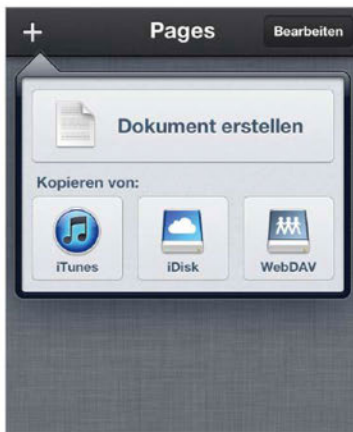 + Pages Bearbeiten
Dokument erstellen
Kopieren von:
iTunes iDisk WebDAV